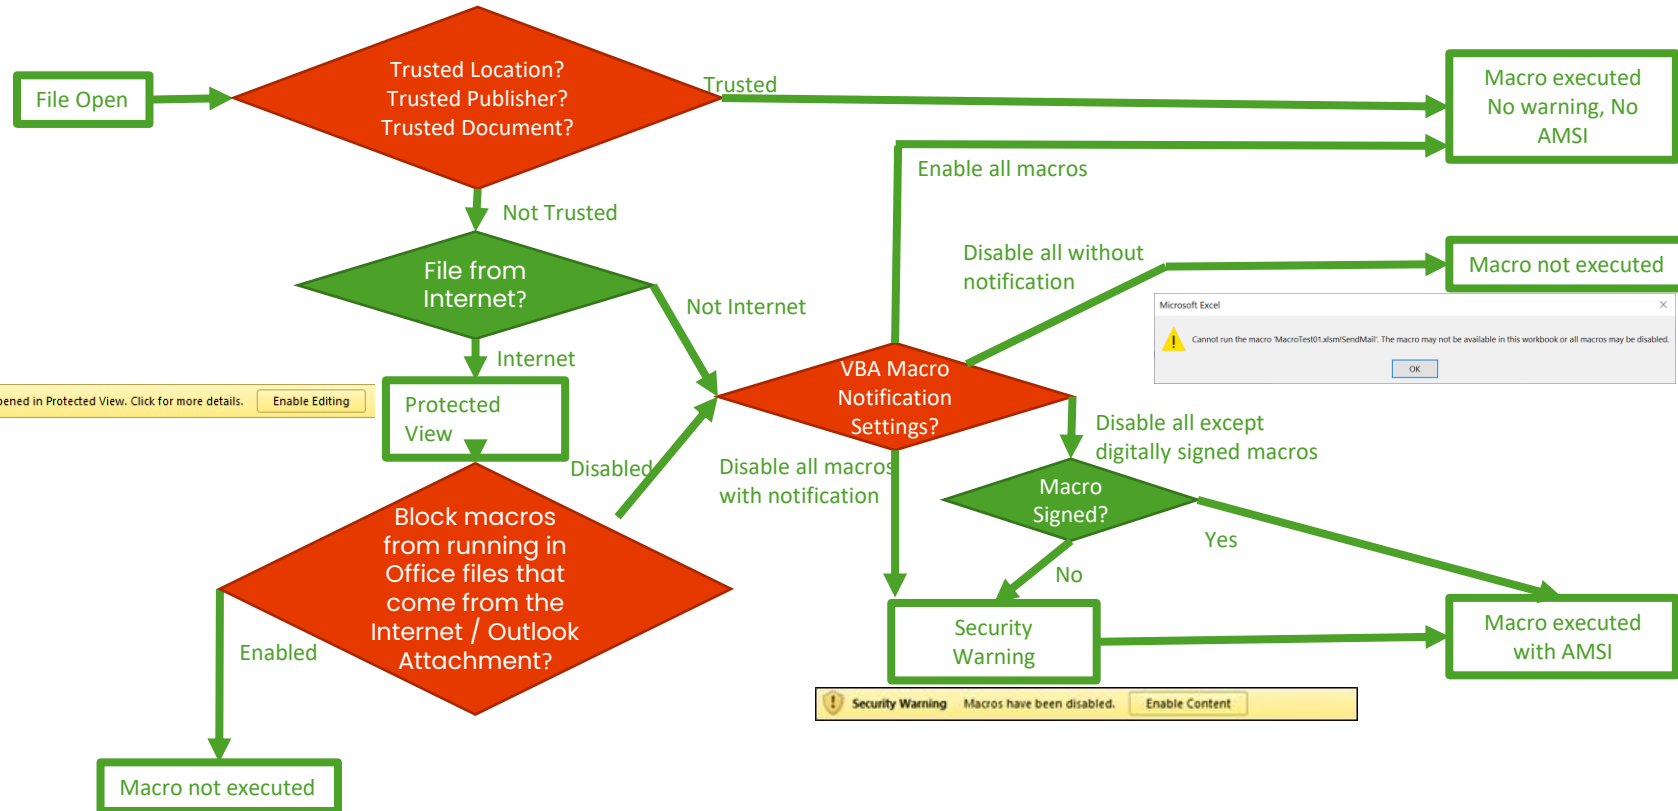 File Open
Trusted Location?
Trusted Publisher?
Trusted Document?
Trusted
Macro executed
No warning, No
AMSI
Enable all macros
Not Trusted
File from
Internet?
Not Internet
Disable all without
notification
Macro not executed
Microsoft Excel
Cannot run the macro 'MacroTest01.xlsm!SendMail'. The macro may not be available in this workbook or all macros may be disabled.
OK
Internet
in Protected View. Click for more details. Enable Editing
Protected
View
VBA Macro
Notification
Settings?
Disabled
Disable all macros
with notification
Disable all except
digitally signed macros
Macro
Signed?
Yes
No
Block macros
from running in
Office files that
come from the
Internet / Outlook
Attachment?
Enabled
Security
Warning
Macro executed
with AMSI
Security Warning Macros have been disabled. Enable Content
Macro not executed